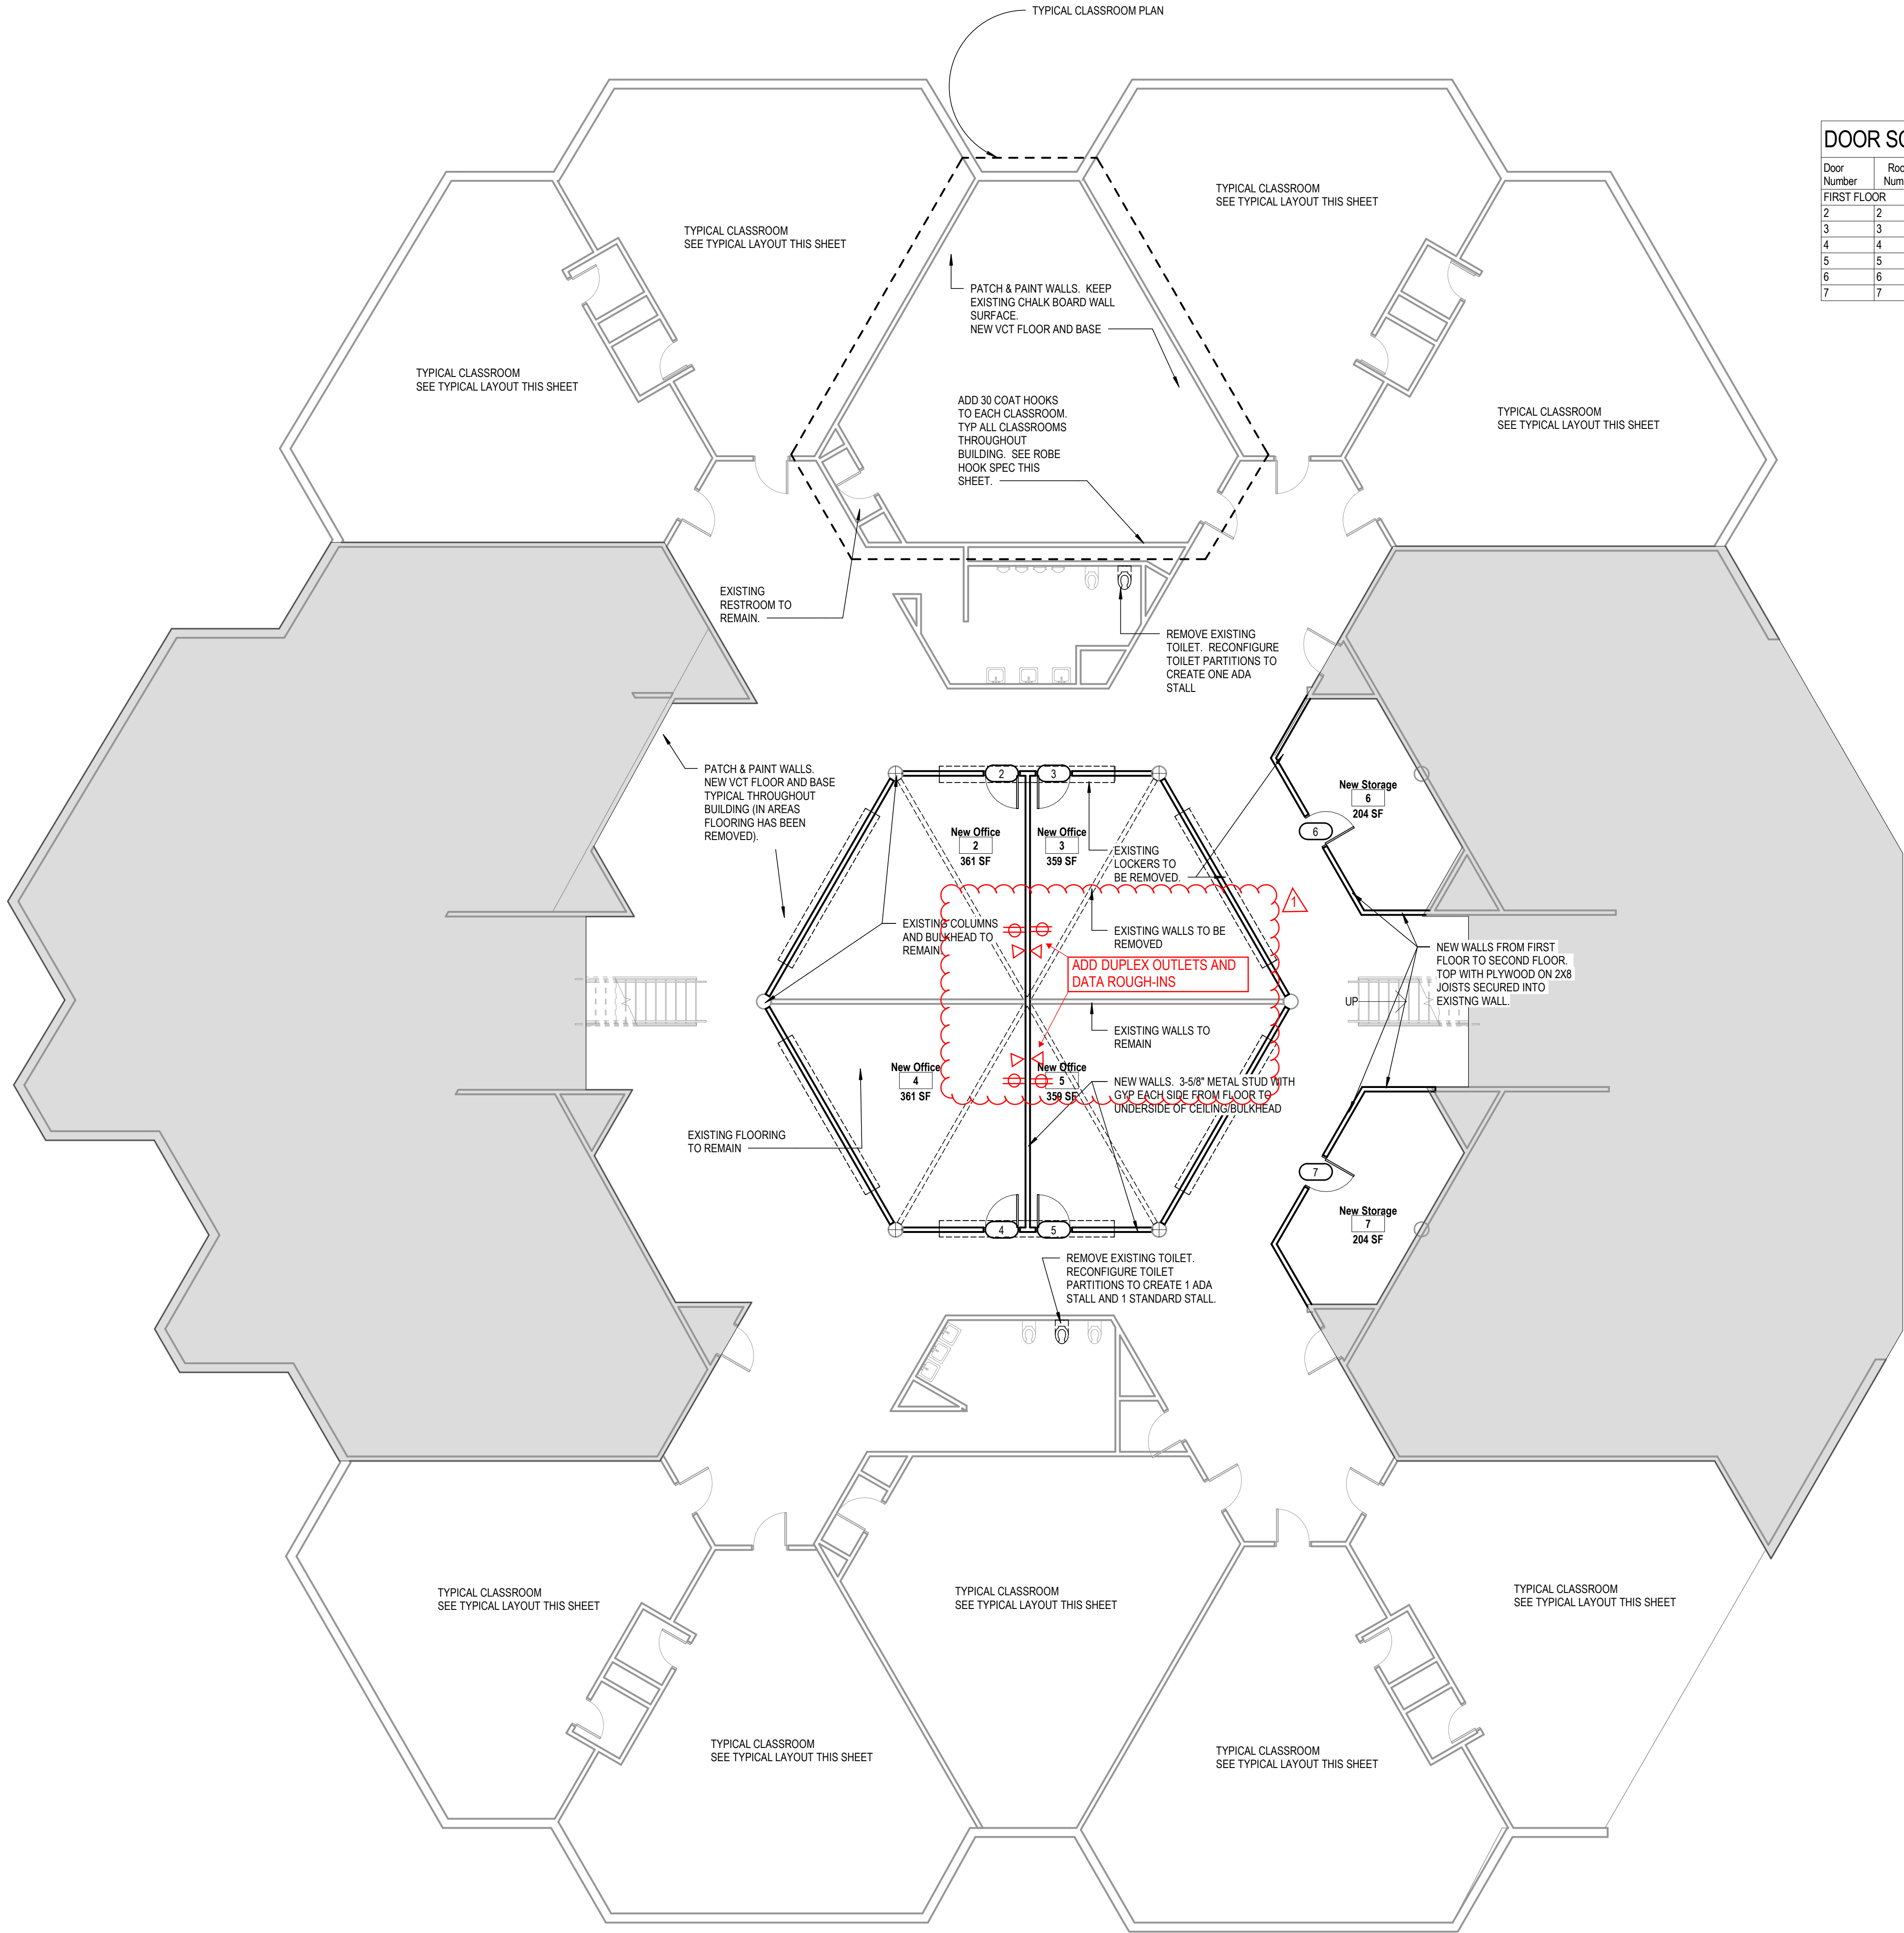 TYPICAL CLASSROOM PLAN
DOOR
Door
Number
FIRST FLOOR
2 2
3 3
4 4
5 5
6 6
7 7
TYPICAL CLASSROOM
SEE TYPICAL LAYOUT THIS SHEET
TYPICAL CLASSROOM
SEE TYPICAL LAYOUT THIS SHEET
PATCH & PAINT WALLS. KEEP
EXISTING CHALK BOARD WALL
SURFACE.
NEW VCT FLOOR AND BASE
TYPICAL CLASSROOM
SEE TYPICAL LAYOUT THIS SHEET
ADD 30 COAT HOOKS
TO EACH CLASSROOM.
TYP ALL CLASSROOMS
THROUGHOUT
BUILDING. SEE ROBE
HOOK SPEC THIS
SHEET.
TYPICAL CLASSROOM
SEE TYPICAL LAYOUT THIS SHEET
EXISTING
RESTROOM TO
REMAIN.
REMOVE EXISTING
TOILET. RECONFIGURE
TOILET PARTITIONS TO
CREATE ONE ADA
STALL
PATCH & PAINT WALLS.
NEW VCT FLOOR AND BASE
TYPICAL THROUGHOUT
BUILDING (IN AREAS
FLOORING HAS BEEN
REMOVED).
2
3
New Office
2
361 SF
New Office
3
359 SF
New Storage
6
204 SF
6
EXISTING
LOCKERS TO
BE REMOVED.
1
EXISTING COLUMNS
AND BULKHEAD TO
REMAIN.
EXISTING WALLS TO BE
REMOVED
ADD DUPLEX OUTLETS AND
DATA ROUGH-INS
NEW WALLS FROM FIRST
FLOOR TO SECOND FLOOR.
TOP WITH PLYWOOD ON 2X8
JOISTS SECURED INTO
EXISTNG WALL.
UP
EXISTING WALLS TO
REMAIN
New Office
4
361 SF
New Office
5
359 SF
NEW WALLS. 3-5/8" METAL STUD WITH
GYP EACH SIDE FROM FLOOR TO
UNDERSIDE OF CEILING/BULKHEAD
EXISTING FLOORING
TO REMAIN
7
New Storage
7
204 SF
4
5
REMOVE EXISTING TOILET.
RECONFIGURE TOILET
PARTITIONS TO CREATE 1 ADA
STALL AND 1 STANDARD STALL.
TYPICAL CLASSROOM
SEE TYPICAL LAYOUT THIS SHEET
TYPICAL CLASSROOM
SEE TYPICAL LAYOUT THIS SHEET
TYPICAL CLASSROOM
SEE TYPICAL LAYOUT THIS SHEET
TYPICAL CLASSROOM
SEE TYPICAL LAYOUT THIS SHEET
TYPICAL CLASSROOM
SEE TYPICAL LAYOUT THIS SHEET